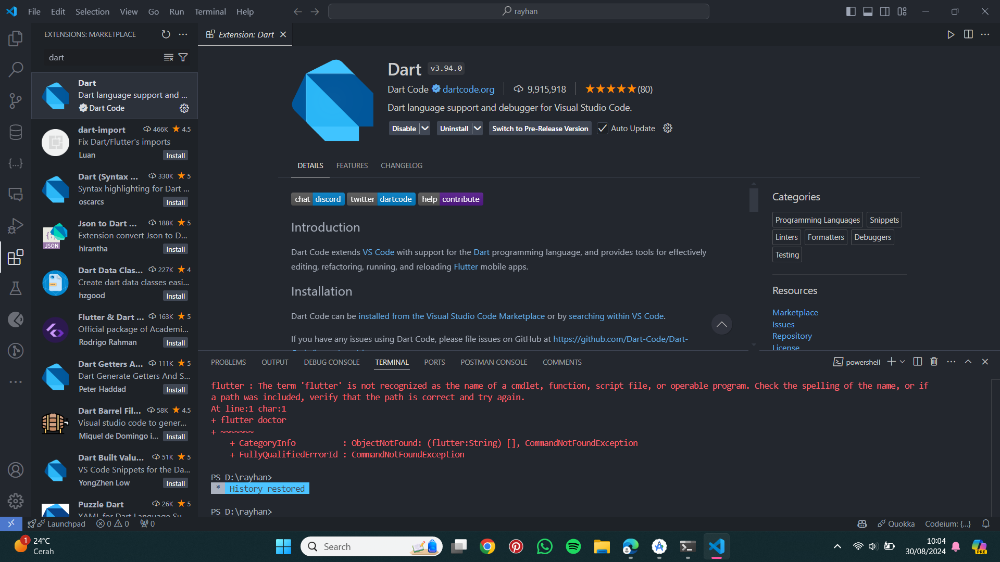 File Edit Selection View Go Run Terminal Help
rayhan
EXTENSIONS: MARKETPLACE
dart
Dart
Dart language support and ...
Dart Code
dart-import 466K 4.5
Fix Dart/Flutter's imports
Luan Install
Dart (Syntax ... 330K 5
Syntax highlighting for Dart ...
oscarcs Install
Json to Dart ... 188K 5
Extension convert Json to D...
hirantha Install
JSON
Dart Data Clas... 227K 4
Create dart data classes easi...
hzgood Install
Flutter & Dart ... 163K 5
Official package of Academi...
Rodrigo Rahman Install
Dart Getters A... 111K 5
Dart Generate Getters And S...
Peter Haddad Install
Dart Barrel Fil... 58K 4.5
Visual studio code to gener...
Miquel de Domingo i... Install
Dart Built Valu... 51K 5
VS Code Snippets for the Da...
YongZhen Low Install
Puzzle Dart 26K 5
Extension: Dart
Dart v3.94.0
Dart Code dartcode.org 9,915,918 (80)
Dart language support and debugger for Visual Studio Code.
Disable Uninstall Switch to Pre-Release Version Auto Update
DETAILS FEATURES CHANGELOG
chat discord twitter dartcode help contribute
Introduction
Dart Code extends VS Code with support for the Dart programming language, and provides tools for effectively
editing, refactoring, running, and reloading Flutter mobile apps.
Installation
Dart Code can be installed from the Visual Studio Code Marketplace or by searching within VS Code.
If you have any issues using Dart Code, please file issues on GitHub at https://github.com/Dart-Code/Dart-
Categories
Programming Languages Snippets
Linters Formatters Debuggers
Testing
Resources
Marketplace
Issues
Repository
License
PROBLEMS OUTPUT DEBUG CONSOLE TERMINAL PORTS POSTMAN CONSOLE COMMENTS powershell
flutter : The term 'flutter' is not recognized as the name of a cmdlet, function, script file, or operable program. Check the spelling of the name, or if
a path was included, verify that the path is correct and try again.
At line:1 char:1
+ flutter doctor
+ ~~~~~~~
+ CategoryInfo : ObjectNotFound: (flutter:String) [], CommandNotFoundException
+ FullyQualifiedErrorId : CommandNotFoundException
PS D:\rayhan>
* History restored
PS D:\rayhan>
Launchpad 0 0 0 Quokka Codeium: {...}
1 24°C
Cerah
Search
10:04
30/08/2024
PRE